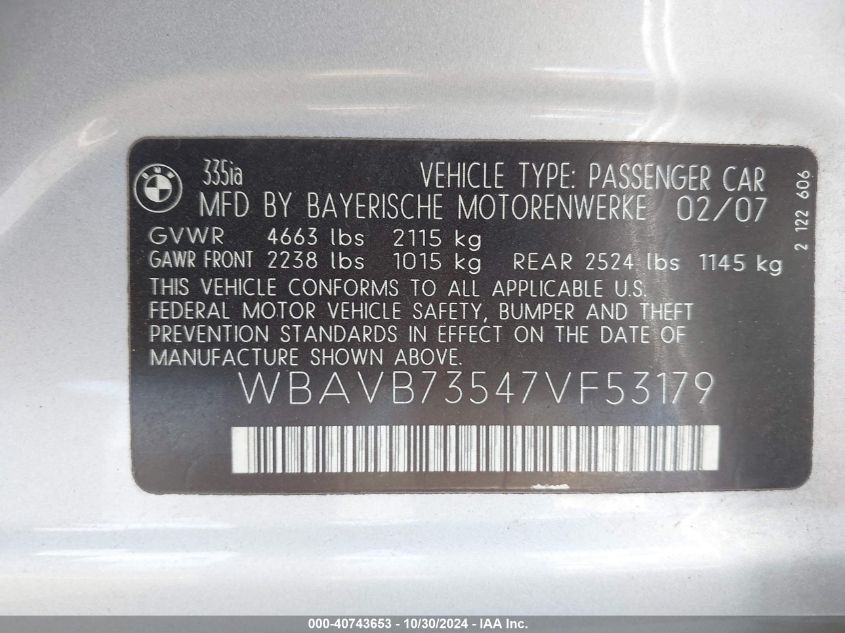 335ia VEHICLE TYPE: PASSENGER CAR
MFD BY BAYERISCHE MOTORENWERKE 02/07
GVWR 4663 lbs 2115 kg
GAWR FRONT 2238 lbs 1015 kg REAR 2524 lbs 1145 kg
THIS VEHICLE CONFORMS TO ALL APPLICABLE U.S.
FEDERAL MOTOR VEHICLE SAFETY, BUMPER AND THEFT
PREVENTION STANDARDS IN EFFECT ON THE DATE OF
MANUFACTURE SHOWN ABOVE.
WBAVB73547VF53179
2 122 606
000-40743653 - 10/30/2024 - IAA Inc.